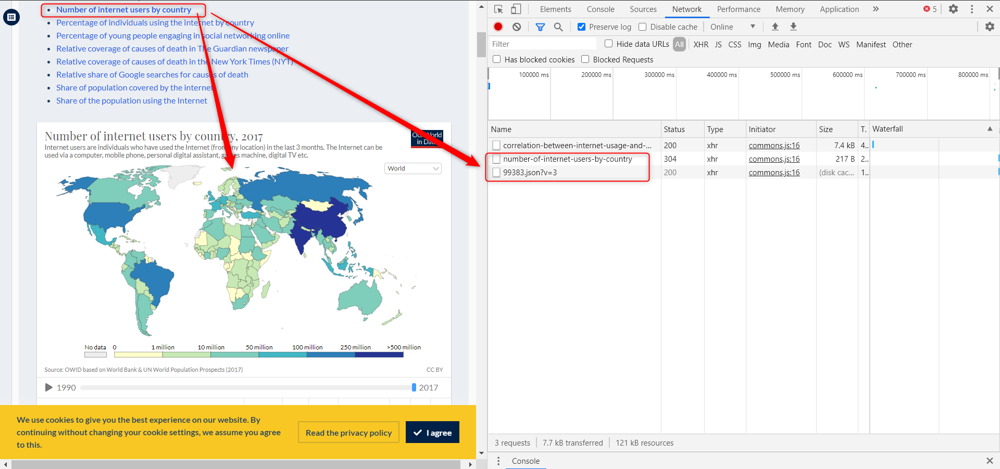 Number of internet users by country
Percentage of individuals using the internet by country
Percentage of young people engaging in social networking online
Relative coverage of causes of death in The Guardian newspaper
Relative coverage of causes of death in the New York Times (NYT)
Relative share of Google searches for causes of death
Share of population covered by the internet
Share of the population using the Internet
Number of internet users by country, 2017
Our World
in Data
Internet users are individuals who have used the Internet (from any location) in the last 3 months. The Internet can be
used via a computer, mobile phone, personal digital assistant, games machine, digital TV etc.
World
No data 0 1 million 10 million 50 million 100 million 250 million >500 million
Source: OWID based on World Bank & UN World Population Prospects (2017) CC BY
1990 2017
We use cookies to give you the best experience on our website. By
continuing without changing your cookie settings, we assume you agree
to this.
Read the privacy policy
I agree
Elements Console Sources Network Performance Memory Application » 5
Preserve log Disable cache Online
Filter Hide data URLs All XHR JS CSS Img Media Font Doc WS Manifest Other
Has blocked cookies Blocked Requests
100000 ms 200000 ms 300000 ms 400000 ms 500000 ms 600000 ms 700000 ms 800000 ms
Name Status Type Initiator Size T. Waterfall
correlation-between-internet-usage-and-... 200 xhr commons.js:16 7.4 kB 4..
number-of-internet-users-by-country 304 xhr commons.js:16 217 B 2..
99383.json?v=3 200 xhr commons.js:16 (disk cac... 1..
3 requests 7.7 kB transferred 121 kB resources
Console